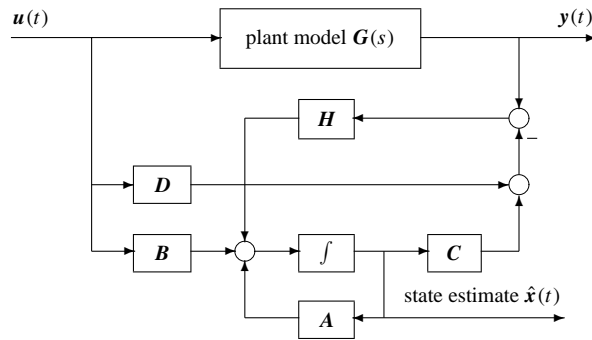 u(t)
plant model G(s)
y(t)
H
−
D
B
∫
C
state estimate x̂(t)
A